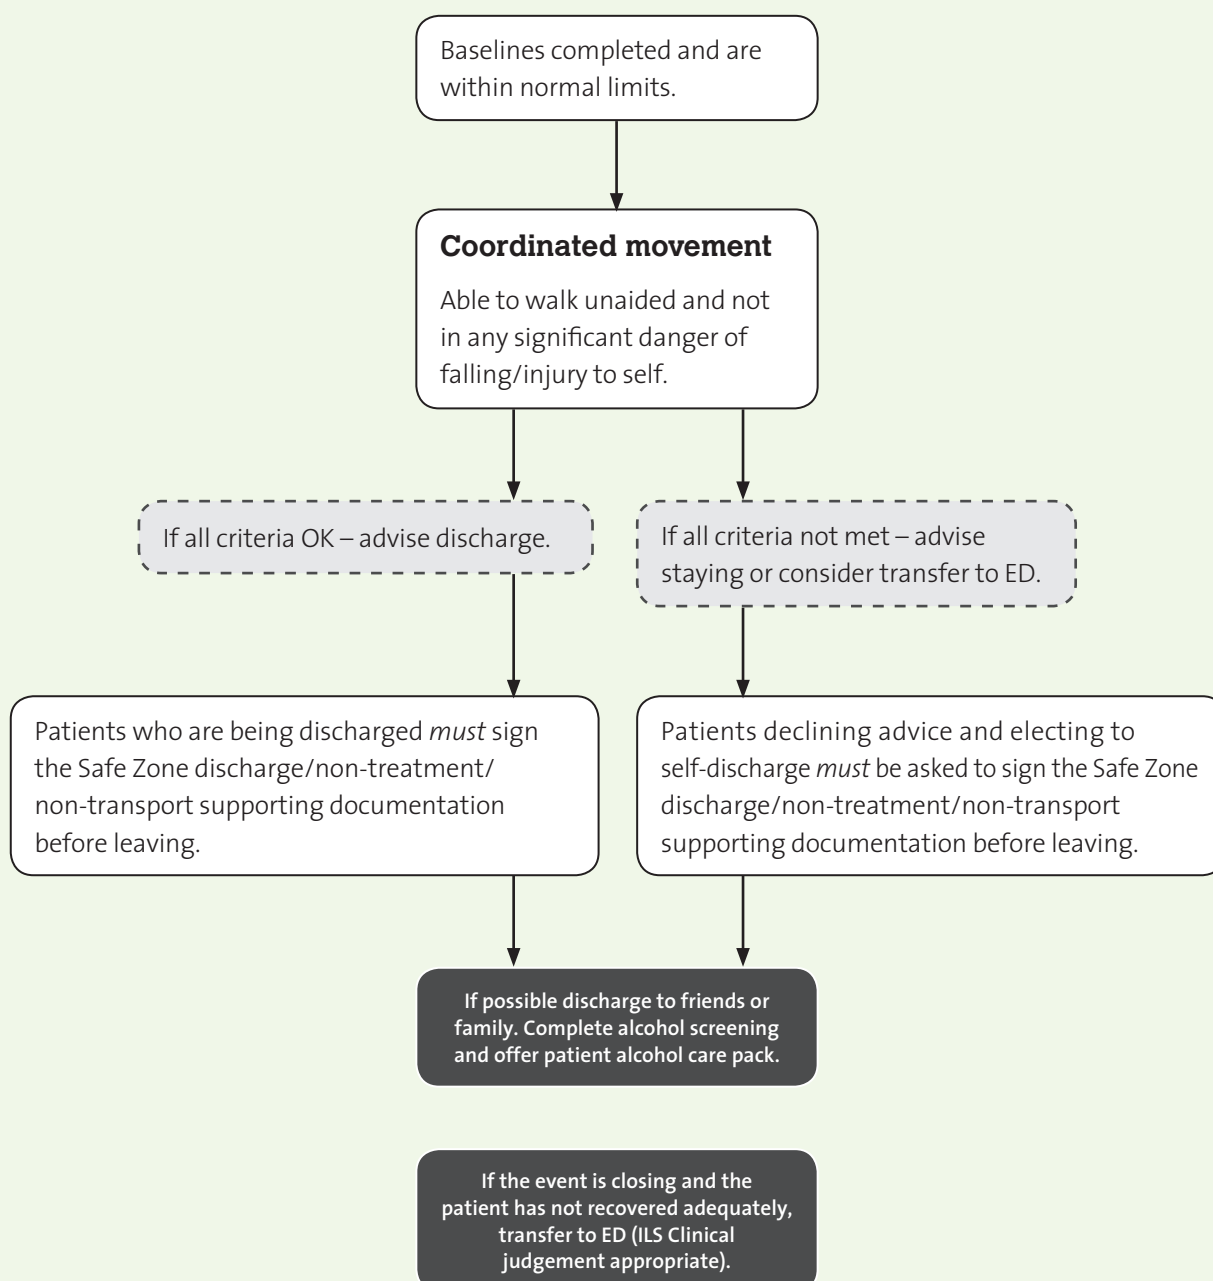 Baselines completed and are
within normal limits.
Coordinated movement
Able to walk unaided and not
in any significant danger of
falling/injury to self.
If all criteria OK – advise discharge.
If all criteria not met – advise
staying or consider transfer to ED.
Patients who are being discharged must sign
the Safe Zone discharge/non-treatment/
non-transport supporting documentation
before leaving.
Patients declining advice and electing to
self-discharge must be asked to sign the Safe Zone
discharge/non-treatment/non-transport
supporting documentation before leaving.
If possible discharge to friends or
family. Complete alcohol screening
and offer patient alcohol care pack.
If the event is closing and the
patient has not recovered adequately,
transfer to ED (ILS Clinical
judgement appropriate).